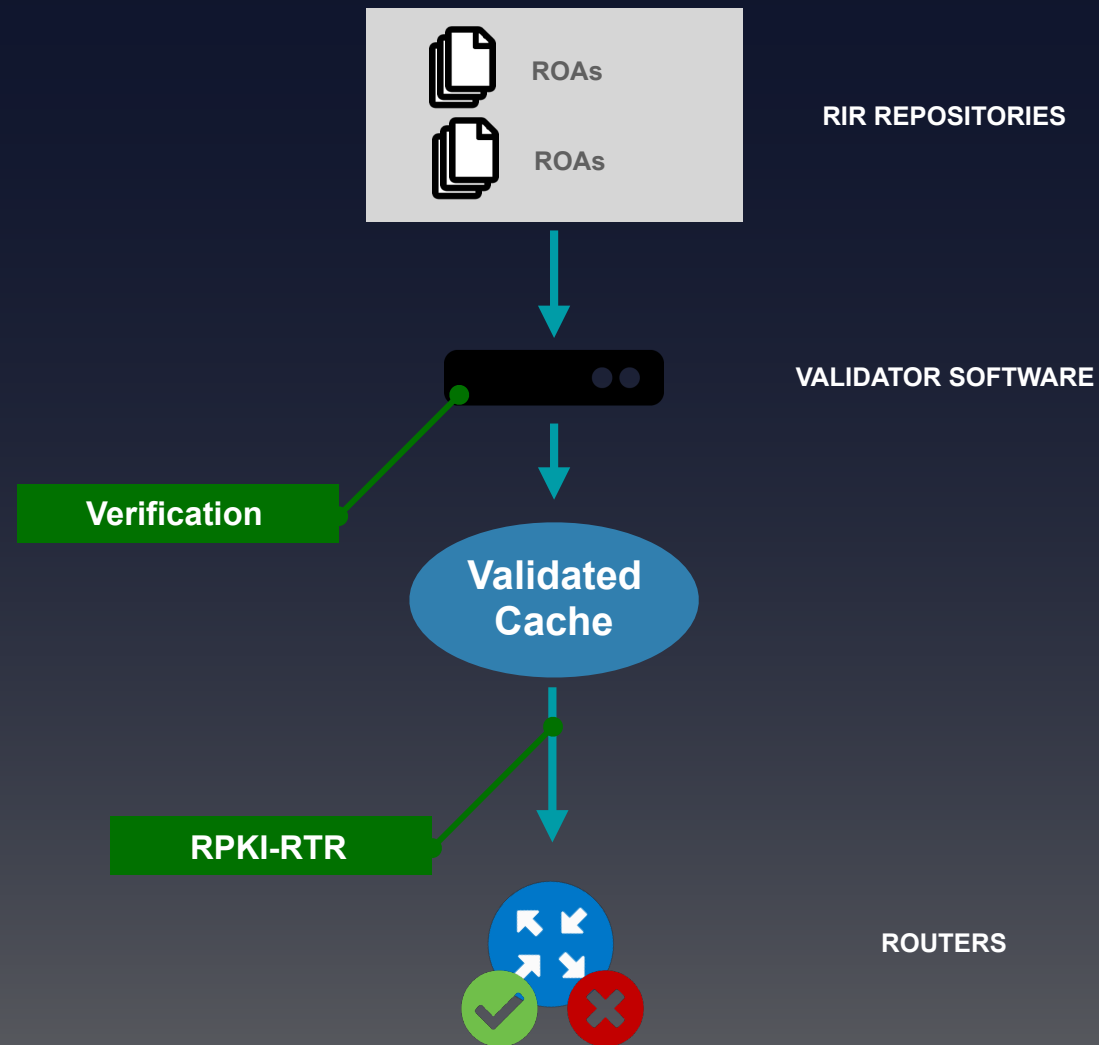 ROAs
RIR REPOSITORIES
ROAs
VALIDATOR SOFTWARE
Verification
Validated
Cache
RPKI-RTR
ROUTERS